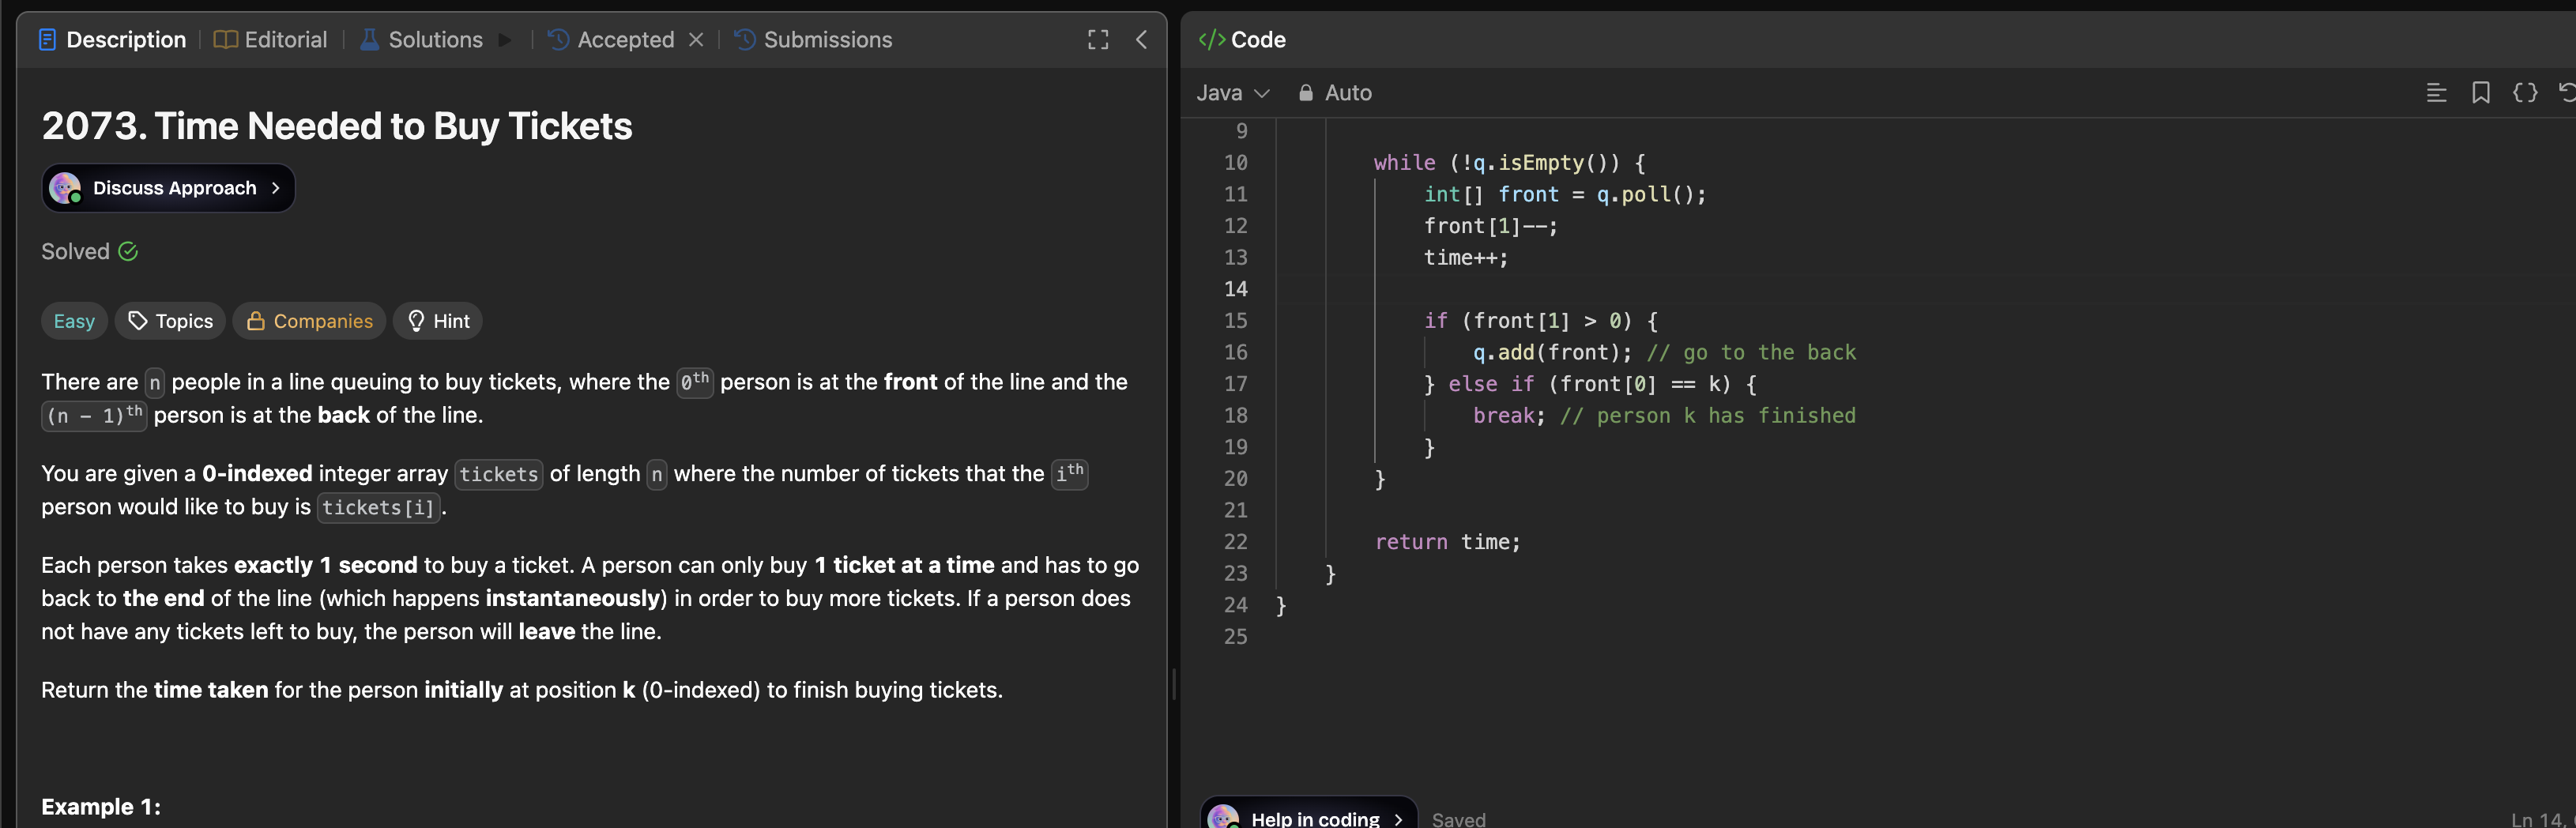 Description
Editorial
Solutions
Accepted
Submissions
2073. Time Needed to Buy Tickets
Discuss Approach
Solved
Easy
Topics
Companies
Hint
There are n people in a line queuing to buy tickets, where the 0th person is at the front of the line and the
(n - 1)th person is at the back of the line.
You are given a 0-indexed integer array tickets of length n where the number of tickets that the ith
person would like to buy is tickets[i].
Each person takes exactly 1 second to buy a ticket. A person can only buy 1 ticket at a time and has to go
back to the end of the line (which happens instantaneously) in order to buy more tickets. If a person does
not have any tickets left to buy, the person will leave the line.
Return the time taken for the person initially at position k (0-indexed) to finish buying tickets.
Example 1:
</> Code
Java
Auto
9
10 while (!q.isEmpty()) {
11 int[] front = q.poll();
12 front[1]--;
13 time++;
14
15 if (front[1] > 0) {
16 q.add(front); // go to the back
17 } else if (front[0] == k) {
18 break; // person k has finished
19 }
20 }
21
22 return time;
23 }
24 }
25
Help in coding
Saved
Ln 14,